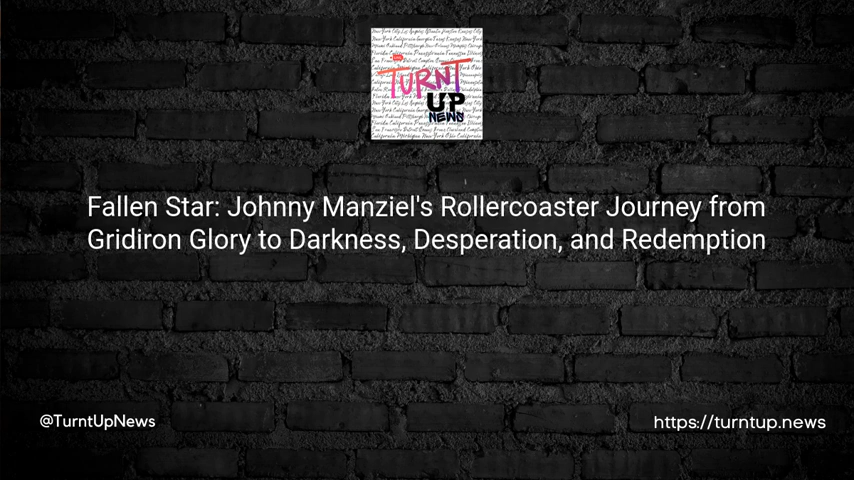 TURNT
UP
NEWS
Fallen Star: Johnny Manziel's Rollercoaster Journey from
Gridiron Glory to Darkness, Desperation, and Redemption
@TurntUpNews
https://turntup.news